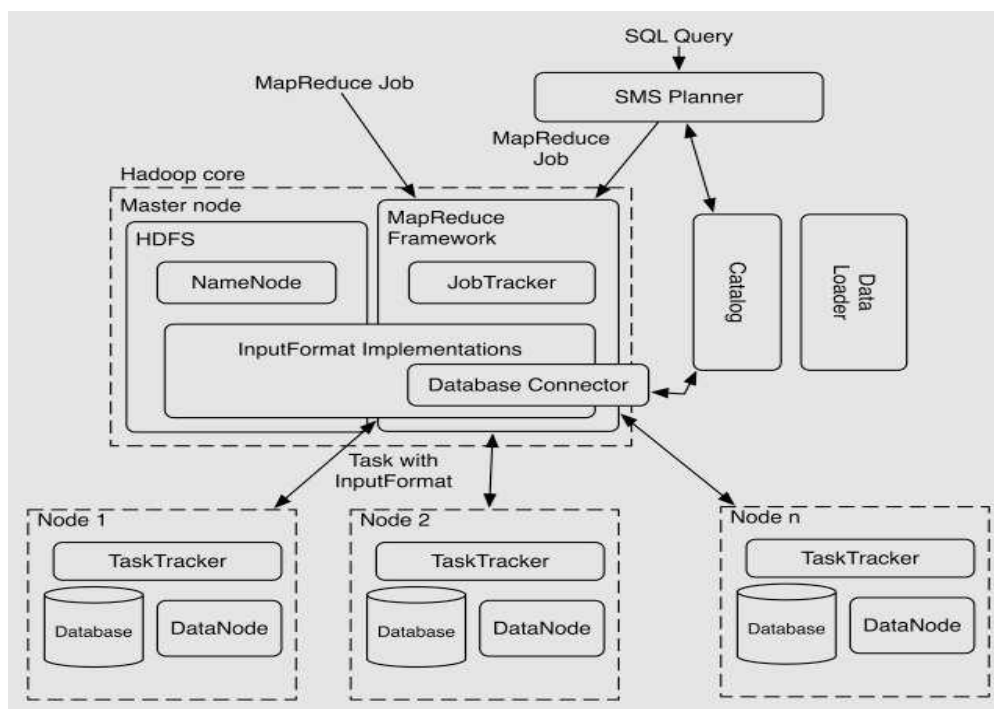 SQL Query
SMS Planner
MapReduce Job
MapReduce
Job
Hadoop core
Master node
HDFS
NameNode
MapReduce
Framework
JobTracker
InputFormat Implementations
Database Connector
Catalog
Data
Loader
Task with
InputFormat
Node 1
TaskTracker
Database
DataNode
Node 2
TaskTracker
Database
DataNode
Node n
TaskTracker
Database
DataNode